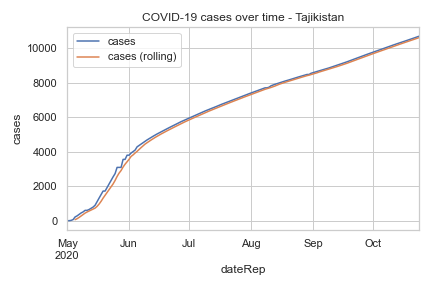 COVID-19 cases over time - Tajikistan
cases
cases (rolling)
10000
8000
6000
4000
2000
0
cases
May Jun Jul Aug Sep Oct
2020
dateRep